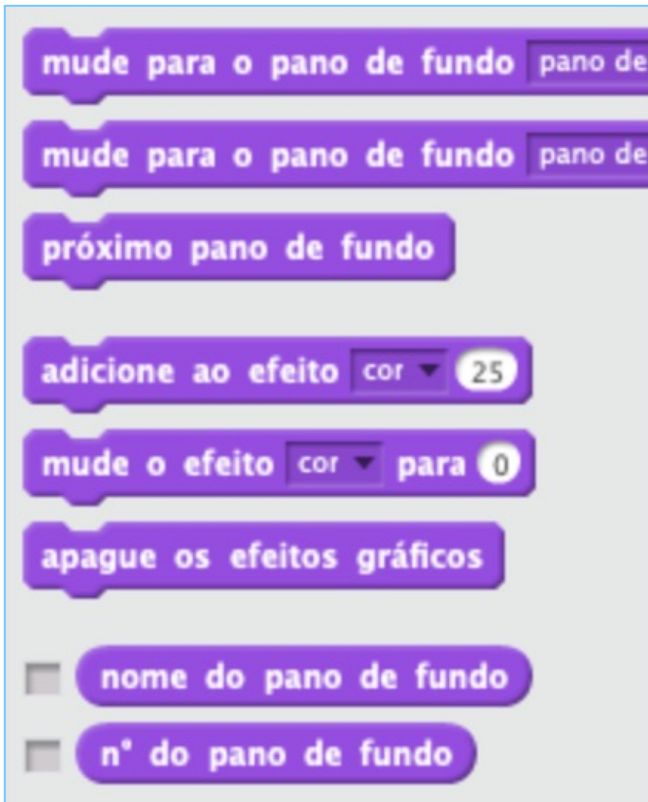 mude para o pano de fundo pano de
mude para o pano de fundo pano de
próximo pano de fundo
adicione ao efeito cor 25
mude o efeito cor para 0
apague os efeitos gráficos
nome do pano de fundo
n° do pano de fundo